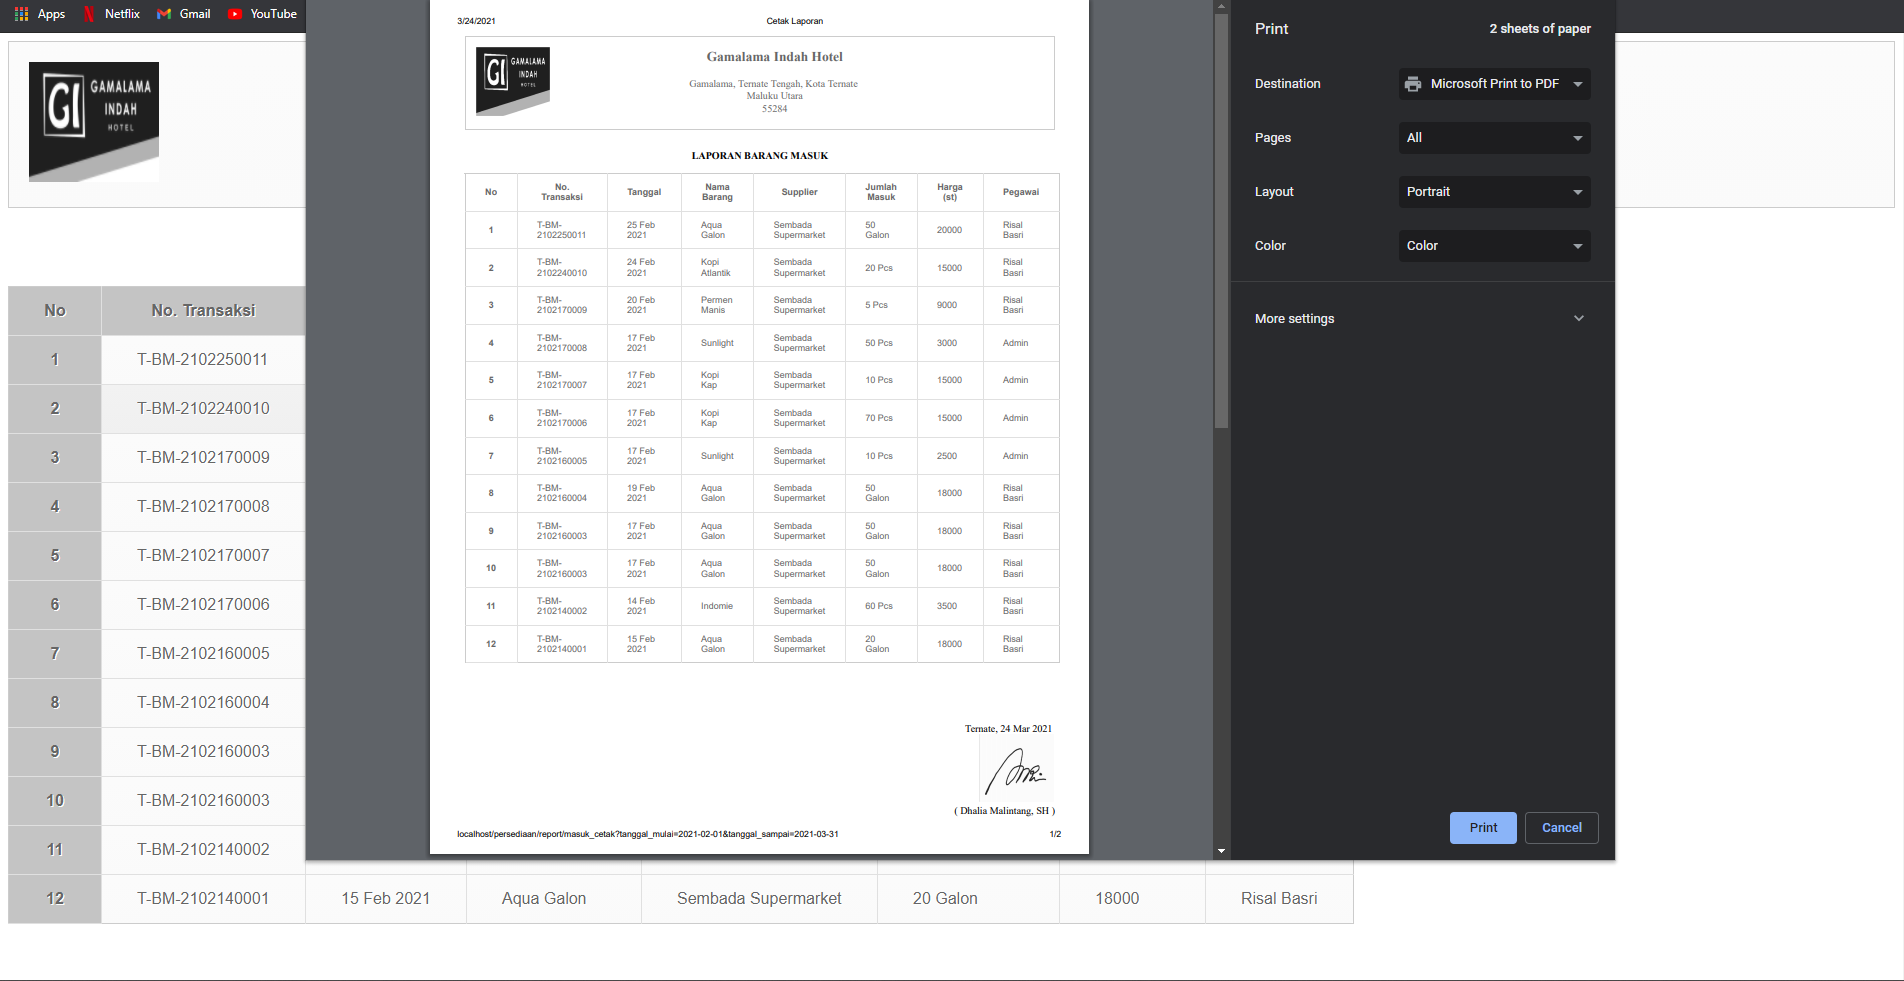 Apps Netflix Gmail YouTube
GI GAMALAMA
INDAH
HOTEL
No No. Transaksi
1 T-BM-2102250011
2 T-BM-2102240010
3 T-BM-2102170009
4 T-BM-2102170008
5 T-BM-2102170007
6 T-BM-2102170006
7 T-BM-2102160005
8 T-BM-2102160004
9 T-BM-2102160003
10 T-BM-2102160003
11 T-BM-2102140002
12 T-BM-2102140001 15 Feb 2021 Aqua Galon Sembada Supermarket 20 Galon 18000 Risal Basri
3/24/2021 Cetak Laporan
GI GAMALAMA
INDAH
HOTEL
Gamalama Indah Hotel
Gamalama, Ternate Tengah, Kota Ternate
Maluku Utara
55284
LAPORAN BARANG MASUK
No No. Transaksi Tanggal Nama Barang Supplier Jumlah Masuk Harga (st) Pegawai
1 T-BM-2102250011 25 Feb 2021 Aqua Galon Sembada Supermarket 50 Galon 20000 Risal Basri
2 T-BM-2102240010 24 Feb 2021 Kopi Atlantik Sembada Supermarket 20 Pcs 15000 Risal Basri
3 T-BM-2102170009 20 Feb 2021 Permen Manis Sembada Supermarket 5 Pcs 9000 Risal Basri
4 T-BM-2102170008 17 Feb 2021 Sunlight Sembada Supermarket 50 Pcs 3000 Admin
5 T-BM-2102170007 17 Feb 2021 Kopi Kap Sembada Supermarket 10 Pcs 15000 Admin
6 T-BM-2102170006 17 Feb 2021 Kopi Kap Sembada Supermarket 70 Pcs 15000 Admin
7 T-BM-2102160005 17 Feb 2021 Sunlight Sembada Supermarket 10 Pcs 2500 Admin
8 T-BM-2102160004 19 Feb 2021 Aqua Galon Sembada Supermarket 50 Galon 18000 Risal Basri
9 T-BM-2102160003 17 Feb 2021 Aqua Galon Sembada Supermarket 50 Galon 18000 Risal Basri
10 T-BM-2102160003 17 Feb 2021 Aqua Galon Sembada Supermarket 50 Galon 18000 Risal Basri
11 T-BM-2102140002 14 Feb 2021 Indomie Sembada Supermarket 60 Pcs 3500 Risal Basri
12 T-BM-2102140001 15 Feb 2021 Aqua Galon Sembada Supermarket 20 Galon 18000 Risal Basri
Ternate, 24 Mar 2021
( Dhalia Malintang, SH )
localhost/persediaan/report/masuk_cetak?tanggal_mulai=2021-02-01&tanggal_sampai=2021-03-31 1/2
Print 2 sheets of paper
Destination Microsoft Print to PDF
Pages All
Layout Portrait
Color Color
More settings
Print Cancel